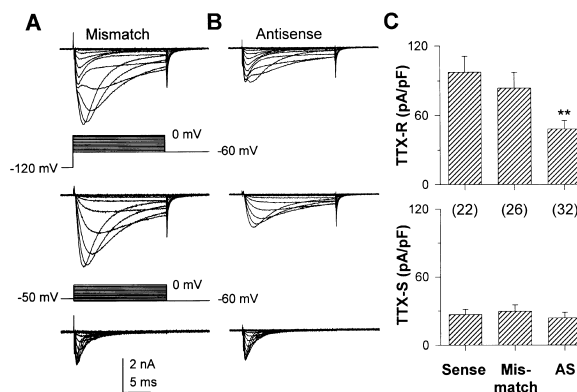 A
Mismatch
0 mV
-120 mV
-60 mV
0 mV
-50 mV
-60 mV
2 nA
5 ms
B
Antisense
C
120
TTX-R (pA/pF)
60
0
**
(22) (26) (32)
120
TTX-S (pA/pF)
60
0
Sense Mis- AS
match